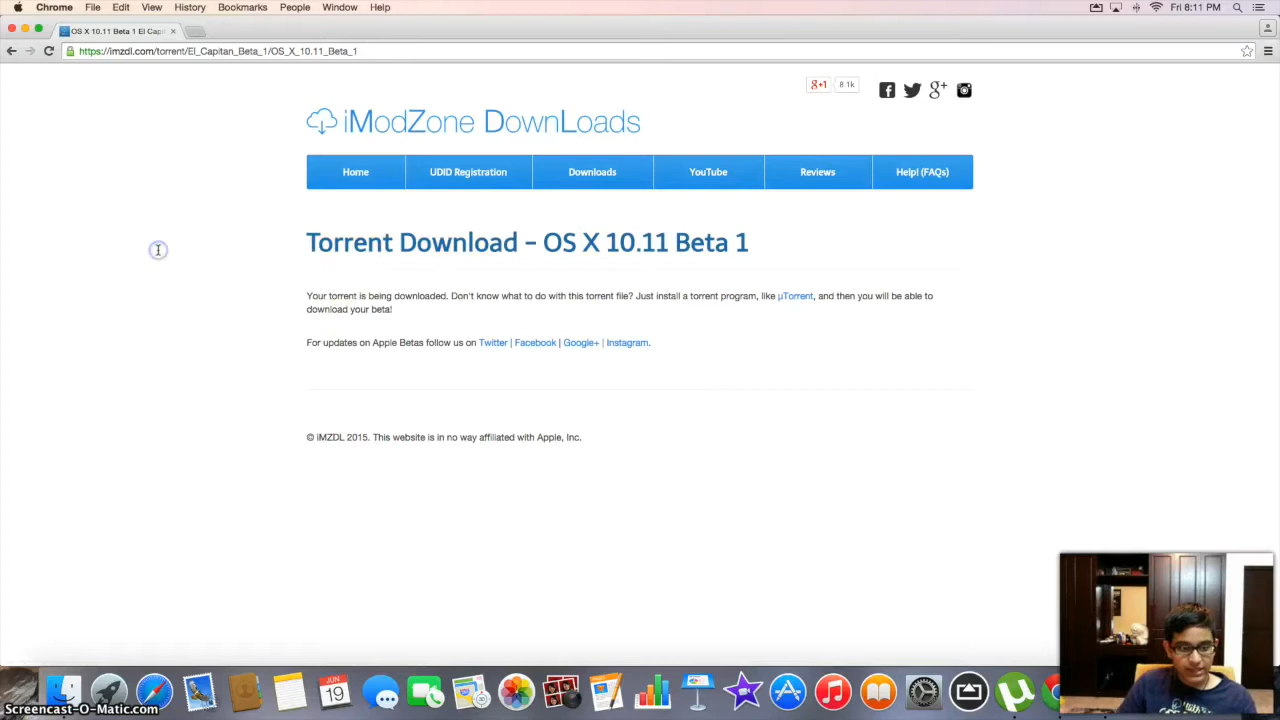 Chrome File Edit View History Bookmarks People Window Help Fri 8:11 PM
OS X 10.11 Beta 1 El Capi
https://imzdl.com/torrent/El_Capitan_Beta_1/OS_X_10.11_Beta_1
g+1 8.1k
iModZone DownLoads
Home UDID Registration Downloads YouTube Reviews Help! (FAQs)
Torrent Download – OS X 10.11 Beta 1
Your torrent is being downloaded. Don't know what to do with this torrent file? Just install a torrent program, like µTorrent, and then you will be able to
download your beta!
For updates on Apple Betas follow us on Twitter | Facebook | Google+ | Instagram.
© iMZDL 2015. This website is in no way affiliated with Apple, Inc.
JUN
19
Screencast-O-Matic.com